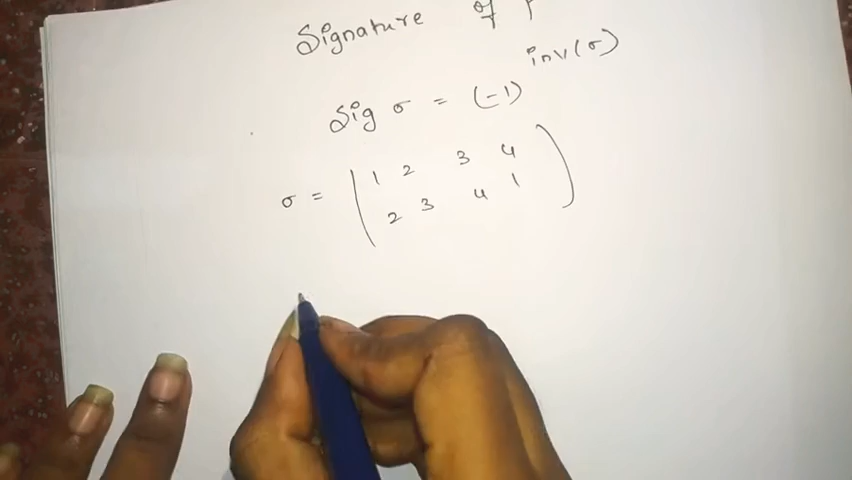 Signature of
inv(σ)
Sig σ = (-1)
1 2 3 4
σ = ( )
2 3 4 1